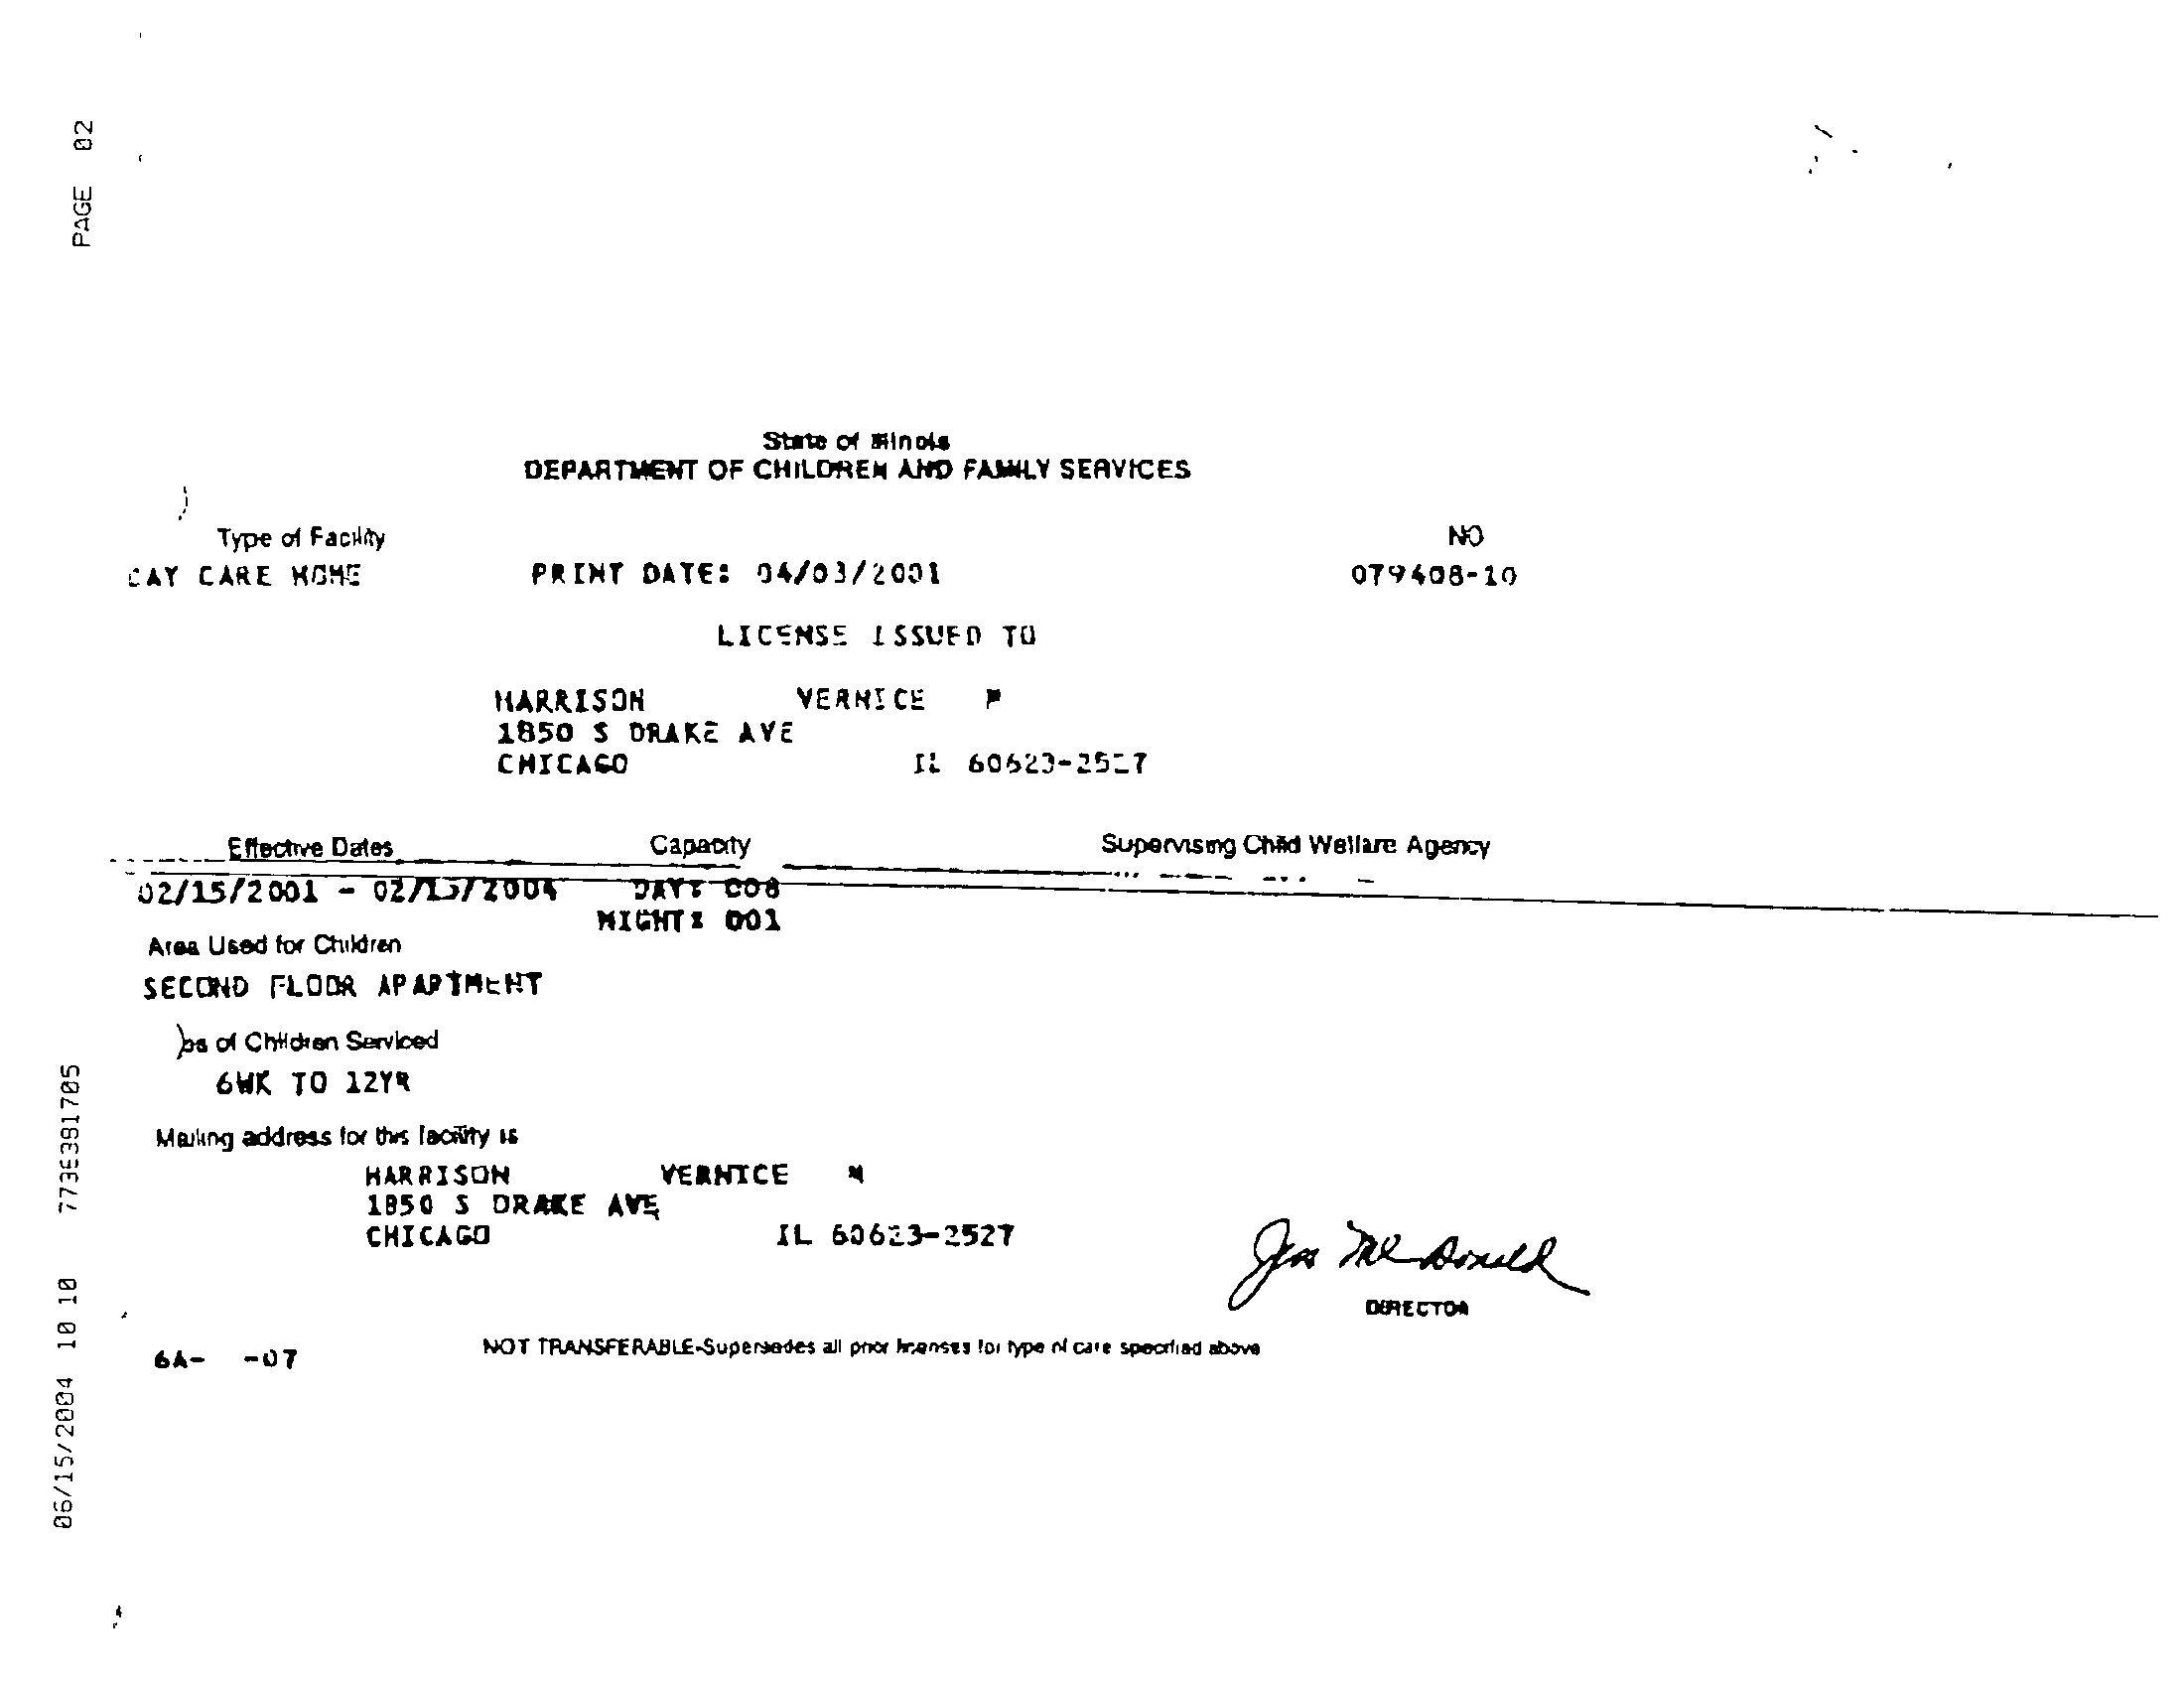 PAGE 02
State of Illinois
DEPARTMENT OF CHILDREN AND FAMILY SERVICES
Type of Facility
NO
DAY CARE HOME
PRINT DATE: 04/03/2001
079408-10
LICENSE ISSUED TO
HARRISON VERNICE
1850 S DRAKE AVE
CHICAGO IL 60623-2527
Effective Dates Capacity Supervising Child Welfare Agency
02/15/2001 - 02/15/2004 DAY: 008
NIGHT: 001
Area Used for Children
SECOND FLOOR APARTMENT
of Children Serviced
6WK TO 12YR
Mailing address for this facility is
HARRISON VERNICE
1850 S DRAKE AVE
CHICAGO IL 60623-2527
McDonald
DIRECTOR
6A- -07
NOT TRANSFERABLE-Supersedes all prior licenses for type of care specified above
06/15/2004 10 10